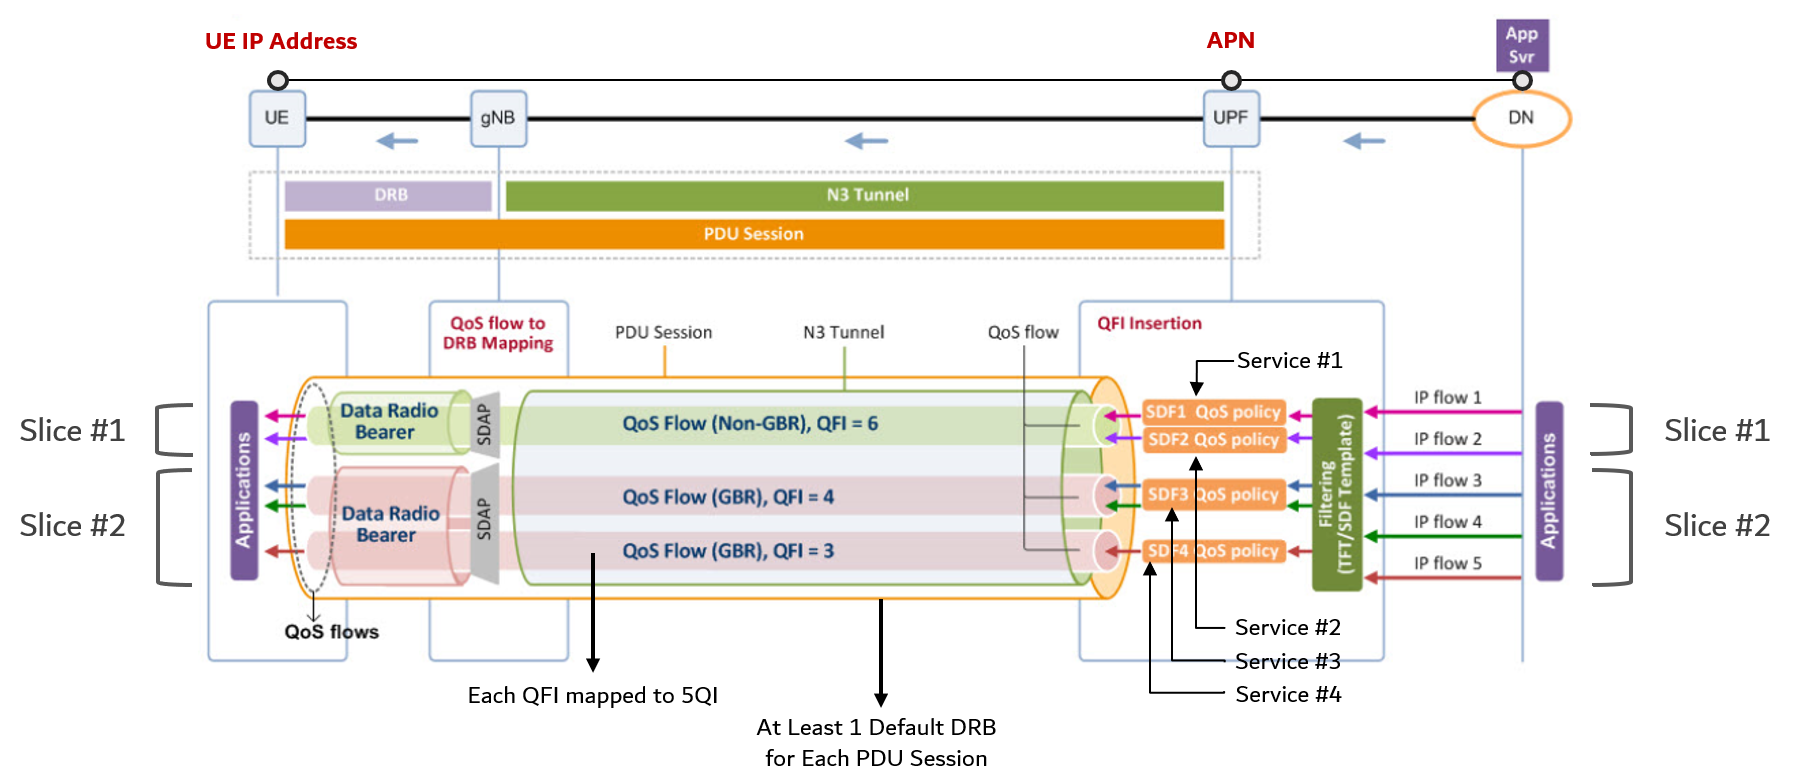 UE IP Address
APN
App
Svr
UE
gNB
UPF
DN
DRB
N3 Tunnel
PDU Session
QoS flow to
DRB Mapping
PDU Session
N3 Tunnel
QoS flow
QFI Insertion
Service #1
Slice #1
Slice #2
Applications
Data Radio
Bearer
SDAP
QoS Flow (Non-GBR), QFI = 6
Data Radio
Bearer
SDAP
QoS Flow (GBR), QFI = 4
QoS Flow (GBR), QFI = 3
SDF1 QoS policy
SDF2 QoS policy
SDF3 QoS policy
SDF4 QoS policy
Filtering
(TFT/SDF Template)
IP flow 1
IP flow 2
IP flow 3
IP flow 4
IP flow 5
Applications
Slice #1
Slice #2
QoS flows
Service #2
Service #3
Service #4
Each QFI mapped to 5QI
At Least 1 Default DRB
for Each PDU Session